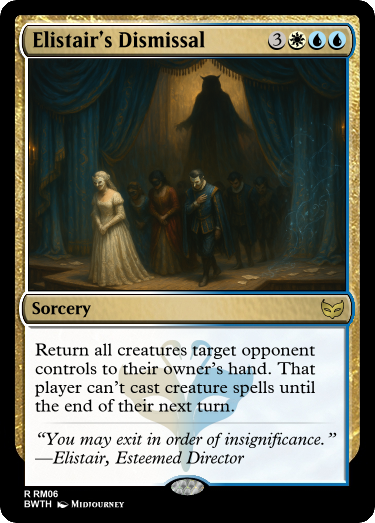 Elistair's Dismissal 3
Sorcery
Return all creatures target opponent
controls to their owner's hand. That
player can't cast creature spells until
the end of their next turn.
“You may exit in order of insignificance.”
—Elistair, Esteemed Director
R RM06
BWTH Midjourney